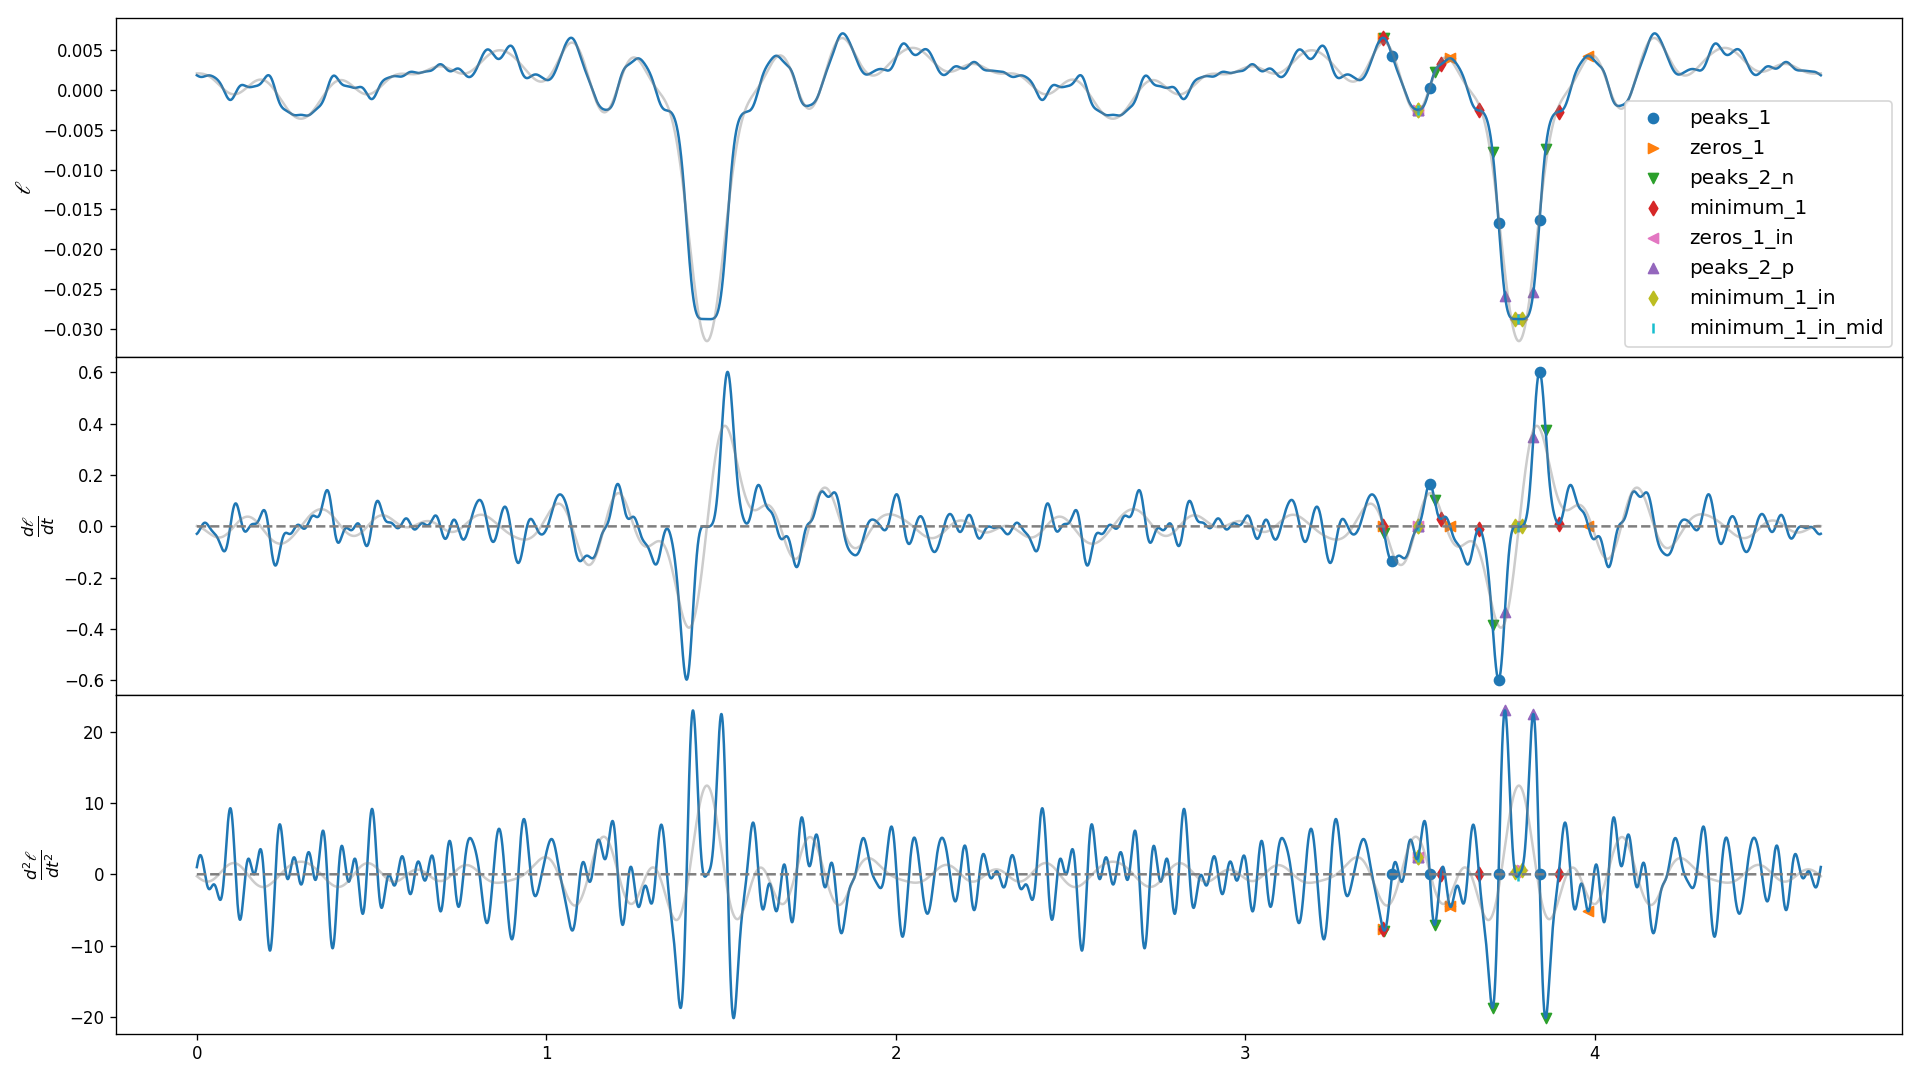 0.005
0.000
−0.005
−0.010
−0.015
−0.020
−0.025
−0.030
ℓ
peaks_1
zeros_1
peaks_2_n
minimum_1
zeros_1_in
peaks_2_p
minimum_1_in
minimum_1_in_mid
0.6
0.4
0.2
0.0
−0.2
−0.4
−0.6
dℓ/dt
20
10
0
−10
−20
d²ℓ/dt²
0 1 2 3 4